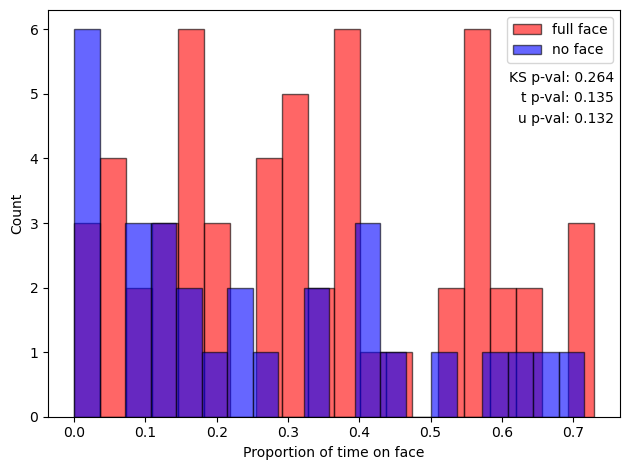 full face
no face
KS p-val: 0.264
t p-val: 0.135
u p-val: 0.132
Count
6
5
4
3
2
1
0
0.0 0.1 0.2 0.3 0.4 0.5 0.6 0.7
Proportion of time on face